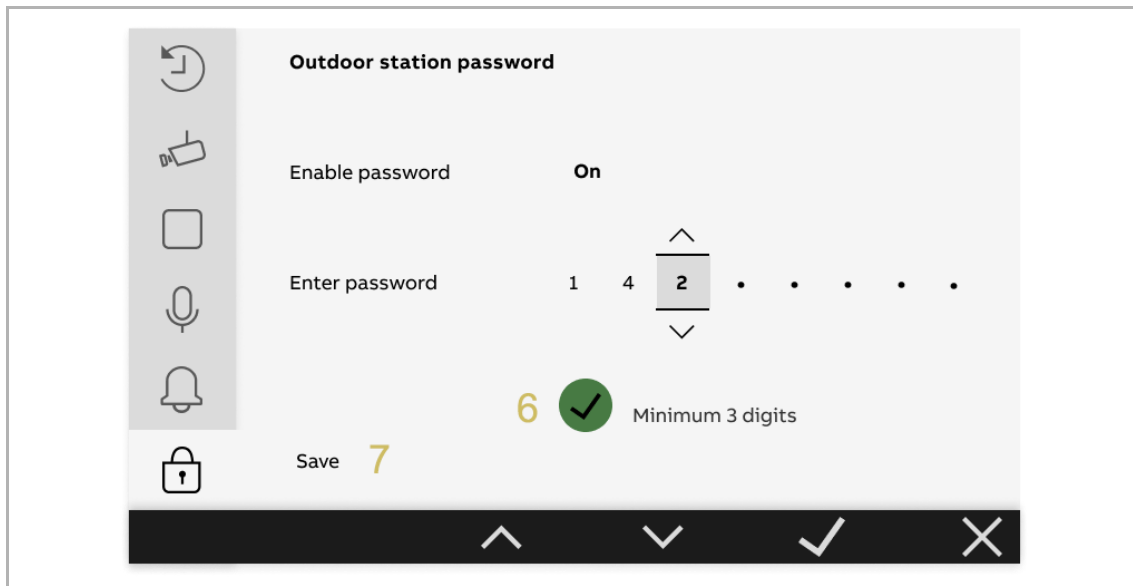 Outdoor station password
Enable password On
Enter password 1 4 2 • • • • •
6 Minimum 3 digits
Save 7